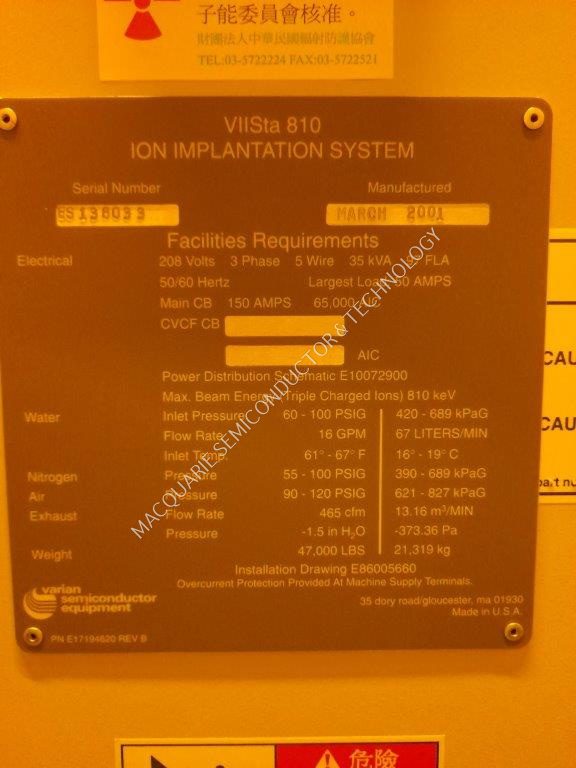 子能委員會核准。
財團法人中華民國輻射防護協會
TEL:03-5722224 FAX:03-5722521
VIISta 810
ION IMPLANTATION SYSTEM
Serial Number Manufactured
ES136033 MARCH 2001
Facilities Requirements
Electrical 208 Volts 3 Phase 5 Wire 35 kVA FLA
50/60 Hertz Largest Load 50 AMPS
Main CB 150 AMPS 65,000 AIC
CVCF CB
AIC
Power Distribution Schematic E10072900
Max. Beam Energy (Triple Charged Ions) 810 keV
Water Inlet Pressure 60 - 100 PSIG 420 - 689 kPaG
Flow Rate 16 GPM 67 LITERS/MIN
Inlet Temp. 61° - 67° F 16° - 19° C
Nitrogen Pressure 55 - 100 PSIG 390 - 689 kPaG
Air Pressure 90 - 120 PSIG 621 - 827 kPaG
Exhaust Flow Rate 465 cfm 13.16 m³/MIN
Pressure -1.5 in H₂O -373.36 Pa
Weight 47,000 LBS 21,319 kg
Installation Drawing E86005660
Overcurrent Protection Provided At Machine Supply Terminals.
varian
semiconductor
equipment
35 dory road/gloucester, ma 01930
Made in U.S.A.
PN E17194620 REV B
MACQUARIE SEMICONDUCTOR & TECHNOLOGY
CAU
CAU
part nu
危險